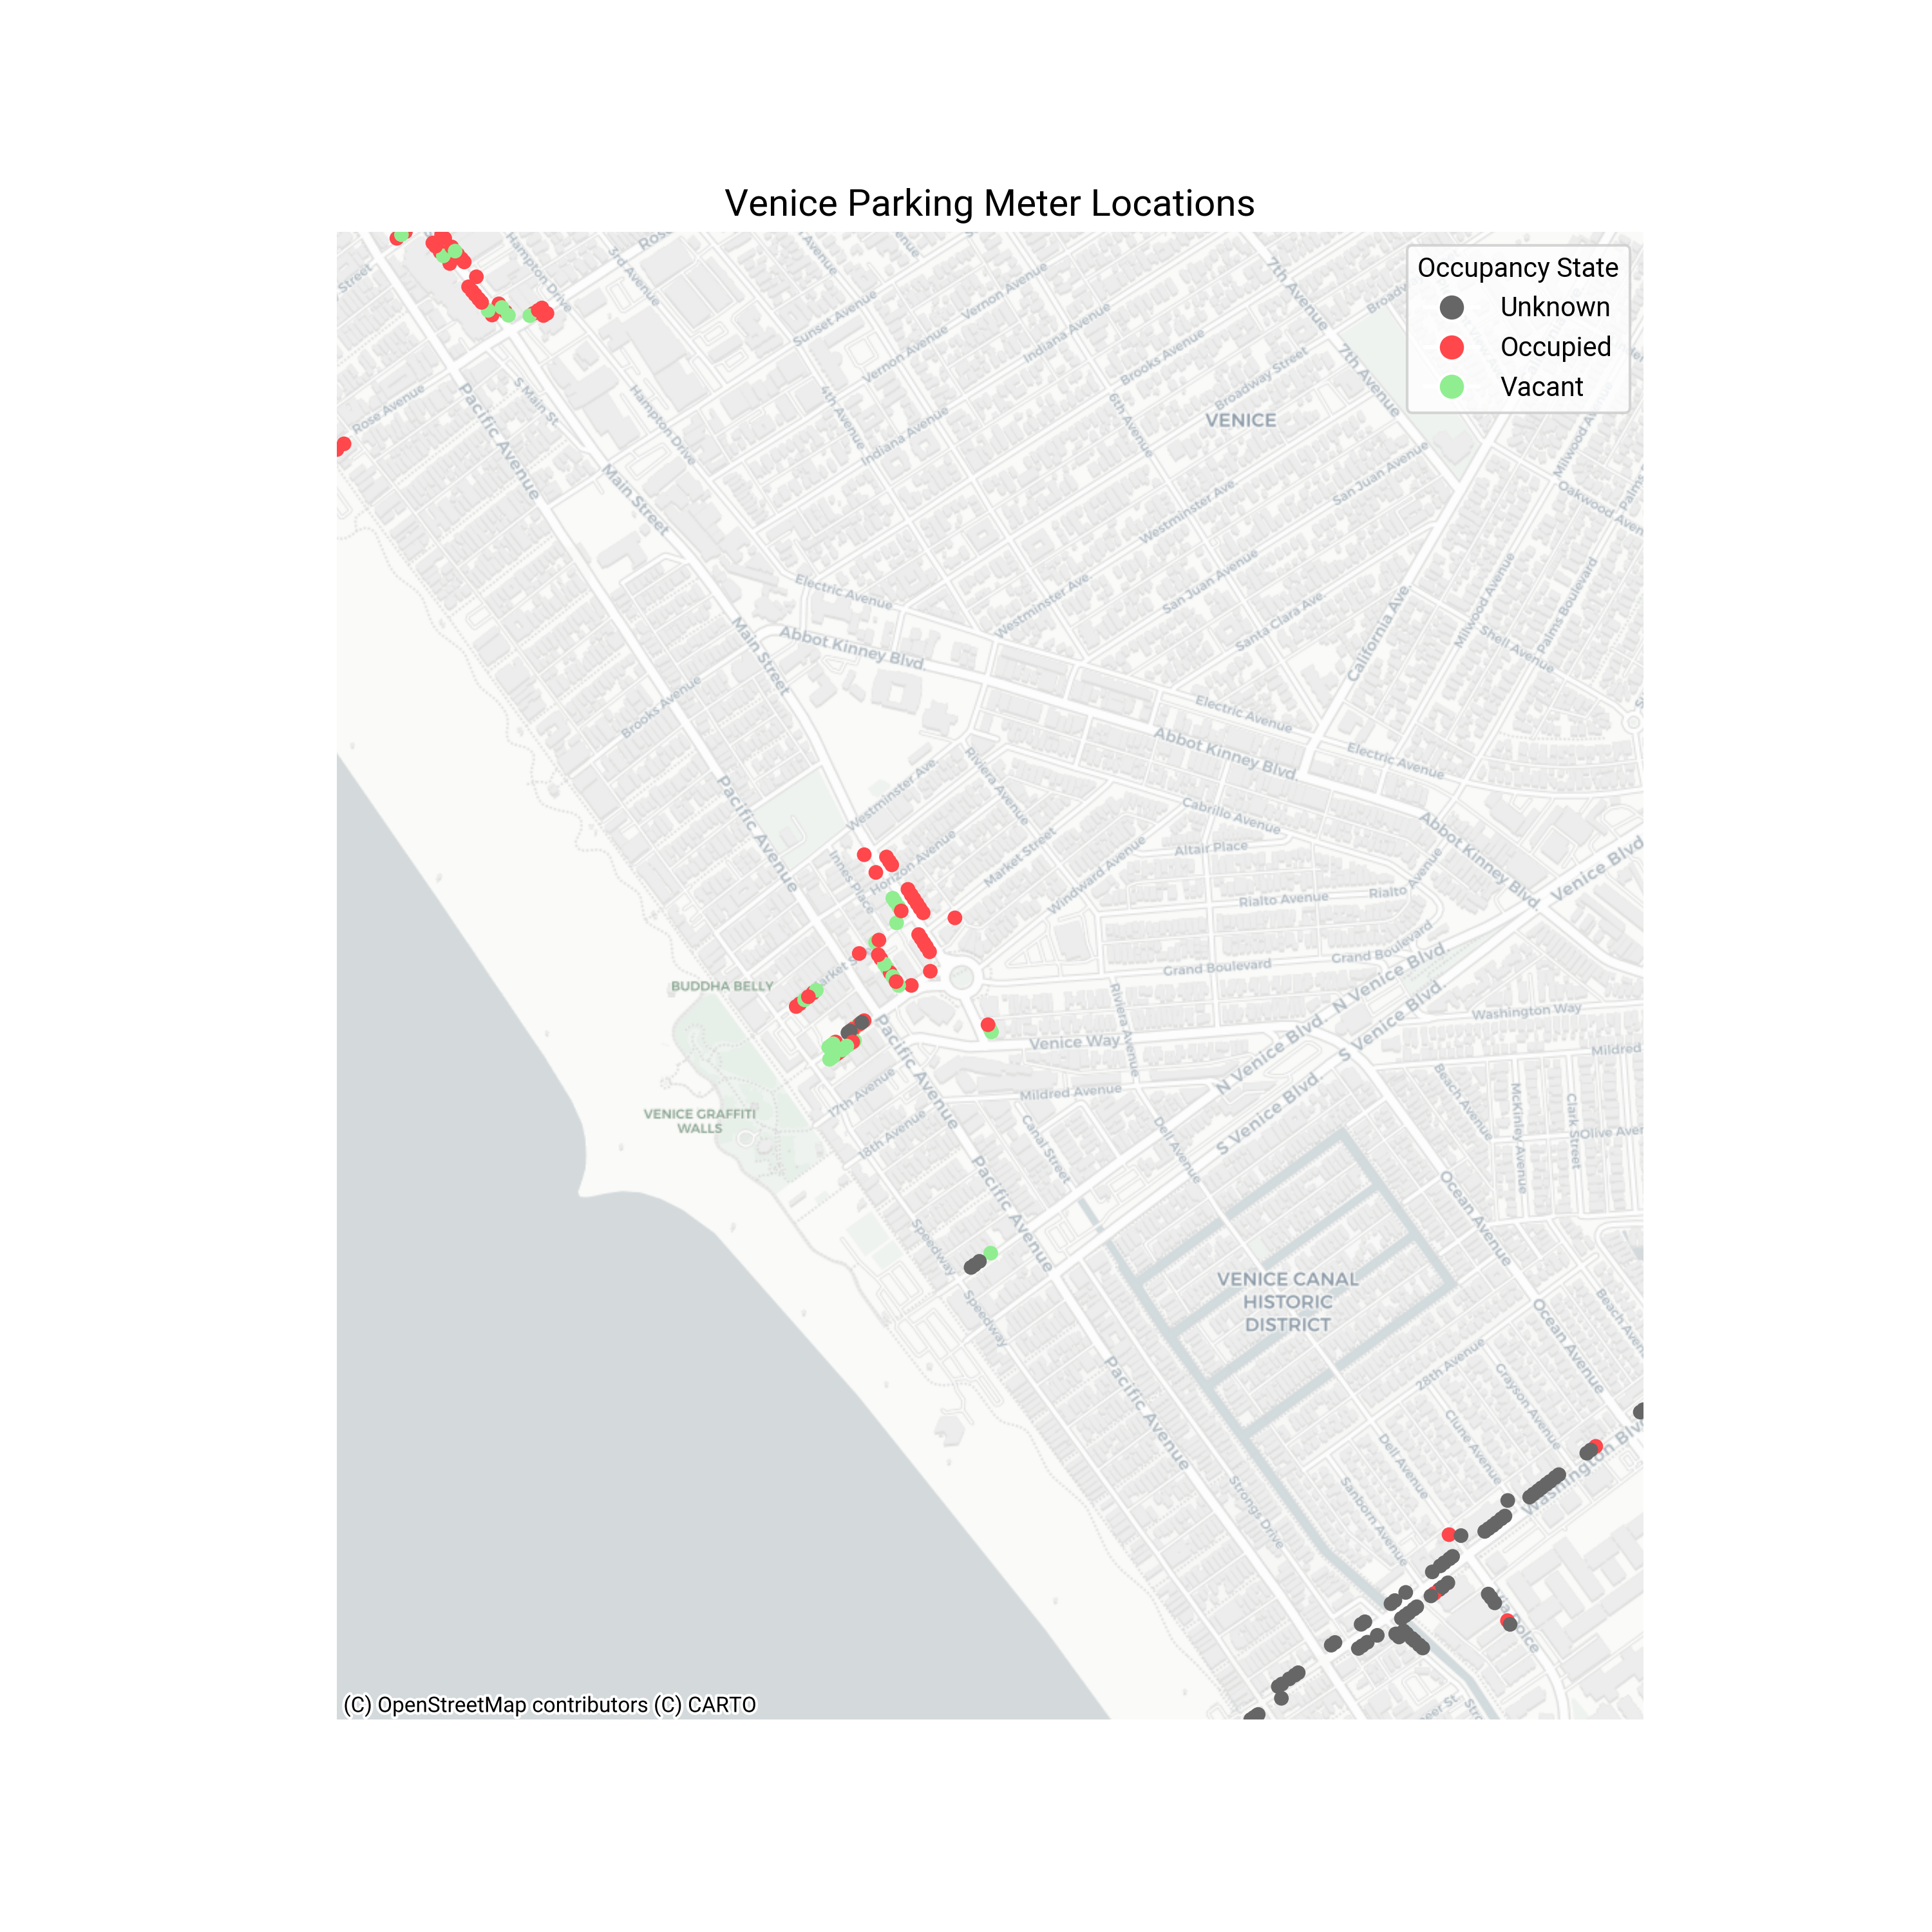 Venice Parking Meter Locations
Occupancy State
Unknown
Occupied
Vacant
Hampton Drive
3rd Avenue
Avenue
Sunset Avenue
Vernon Avenue
Vernon Avenue
Indiana Avenue
7th Avenue
7th Avenue
Brooks Avenue
Broadway Street
Street
Rose Avenue
S Main St
Pacific Avenue
Hampton Drive
4th Avenue
Indiana Avenue
6th Avenue
VENICE
Main Street
Westminster Ave
San Juan Avenue
Milwood Avenue
Oakwood Avenue
Electric Avenue
Westminster Ave
San Juan Avenue
Santa Clara Ave
California Ave
Milwood Avenue
Palms Boulevard
Shell Avenue
Main Street
Abbot Kinney Blvd.
Brooks Avenue
Electric Avenue
Abbot Kinney Blvd.
Electric Avenue
Pacific Avenue
Westminster Ave
Riviera Avenue
Cabrillo Avenue
Abbot Kinney Blvd.
Innes Place
Horizon Avenue
Market Street
Windward Avenue
Altair Place
Rialto Avenue
Rialto Avenue
Venice Blvd
BUDDHA BELLY
Grand Boulevard
Grand Boulevard
N Venice Blvd.
S Venice Blvd.
Riviera Avenue
Washington Way
Pacific Avenue
Venice Way
N Venice Blvd.
Mildred
Mildred Avenue
17th Avenue
VENICE GRAFFITI
WALLS
18th Avenue
Canal Street
Dell Avenue
S Venice Blvd.
Beach Avenue
McKinley Avenue
Clark Street
Olive Aven
Pacific Avenue
Ocean Avenue
Speedway
Speedway
VENICE CANAL
HISTORIC
DISTRICT
Ocean Avenue
Beach Avenue
Pacific Avenue
28th Avenue
Grayson Avenue
Clune Avenue
Dell Avenue
Sanborn Avenue
Strongs Drive
Washington Blv
(C) OpenStreetMap contributors (C) CARTO